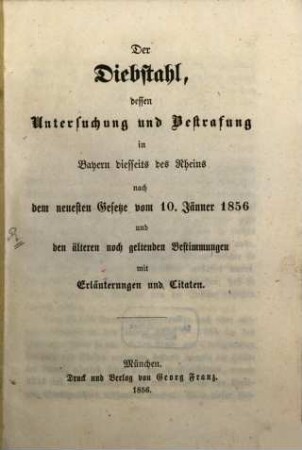 Der
Diebstahl,
dessen
Untersuchung und Bestrafung
in
Bayern diesseits des Rheins
nach
dem neuesten Gesetze vom 10. Jänner 1856
und
den älteren noch geltenden Bestimmungen
mit
Erläuterungen und Citaten.
München.
Druck und Verlag von Georg Franz.
1856.